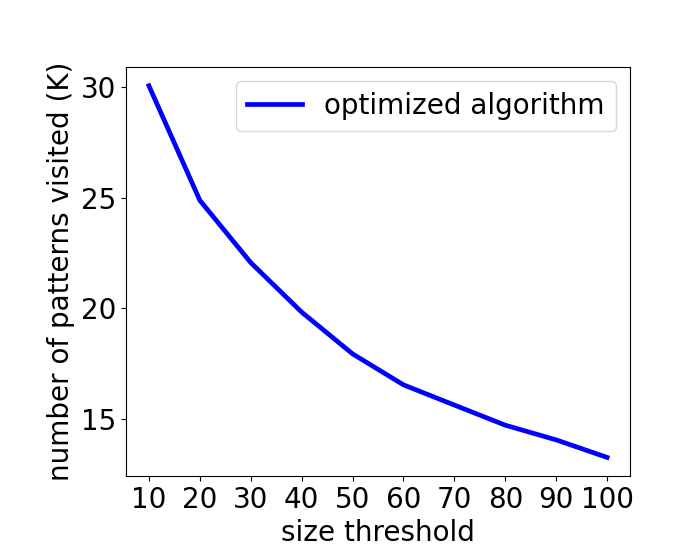 optimized algorithm
number of patterns visited (K)
30
25
20
15
10 20 30 40 50 60 70 80 90 100
size threshold